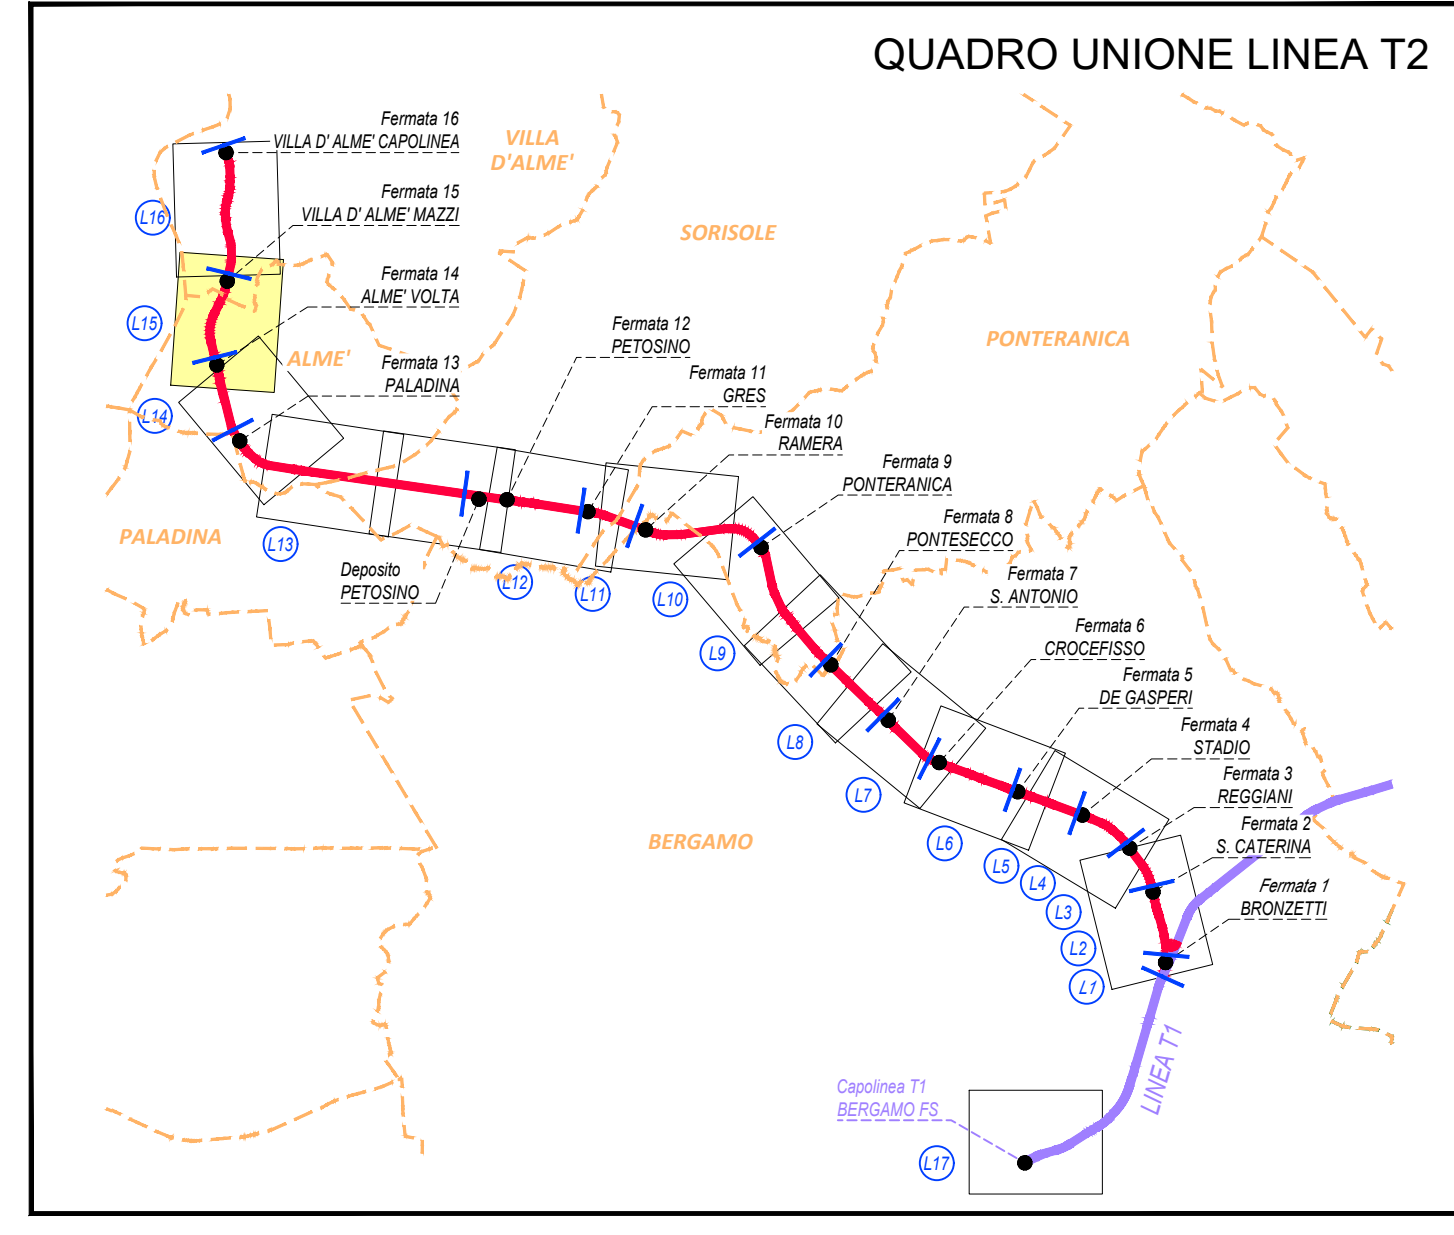 QUADRO UNIONE LINEA T2
Fermata 16
VILLA D' ALME' CAPOLINEA
VILLA
D'ALME'
Fermata 15
VILLA D' ALME' MAZZI
L16
SORISOLE
Fermata 14
ALME' VOLTA
L15
Fermata 12
PETOSINO
PONTERANICA
ALME'
Fermata 13
PALADINA
Fermata 11
GRES
L14
Fermata 10
RAMERA
Fermata 9
PONTERANICA
PALADINA
L13
Fermata 8
PONTESECCO
Deposito
PETOSINO
L12
L11
L10
Fermata 7
S. ANTONIO
Fermata 6
CROCEFISSO
L9
Fermata 5
DE GASPERI
L8
Fermata 4
STADIO
Fermata 3
REGGIANI
L7
Fermata 2
S. CATERINA
BERGAMO
L6
L5
L4
Fermata 1
BRONZETTI
L3
L2
L1
LINEA T1
Capolinea T1
BERGAMO FS
L17